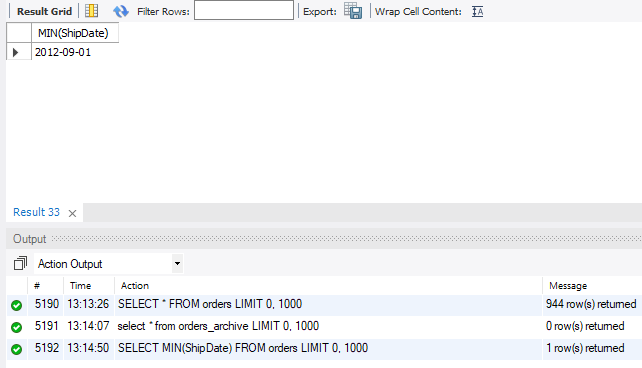 Result Grid Filter Rows: Export: Wrap Cell Content: IA
MIN(ShipDate)
2012-09-01
Result 33 ×
Output
Action Output
# Time Action Message
5190 13:13:26 SELECT * FROM orders LIMIT 0, 1000 944 row(s) returned
5191 13:14:07 select * from orders_archive LIMIT 0, 1000 0 row(s) returned
5192 13:14:50 SELECT MIN(ShipDate) FROM orders LIMIT 0, 1000 1 row(s) returned